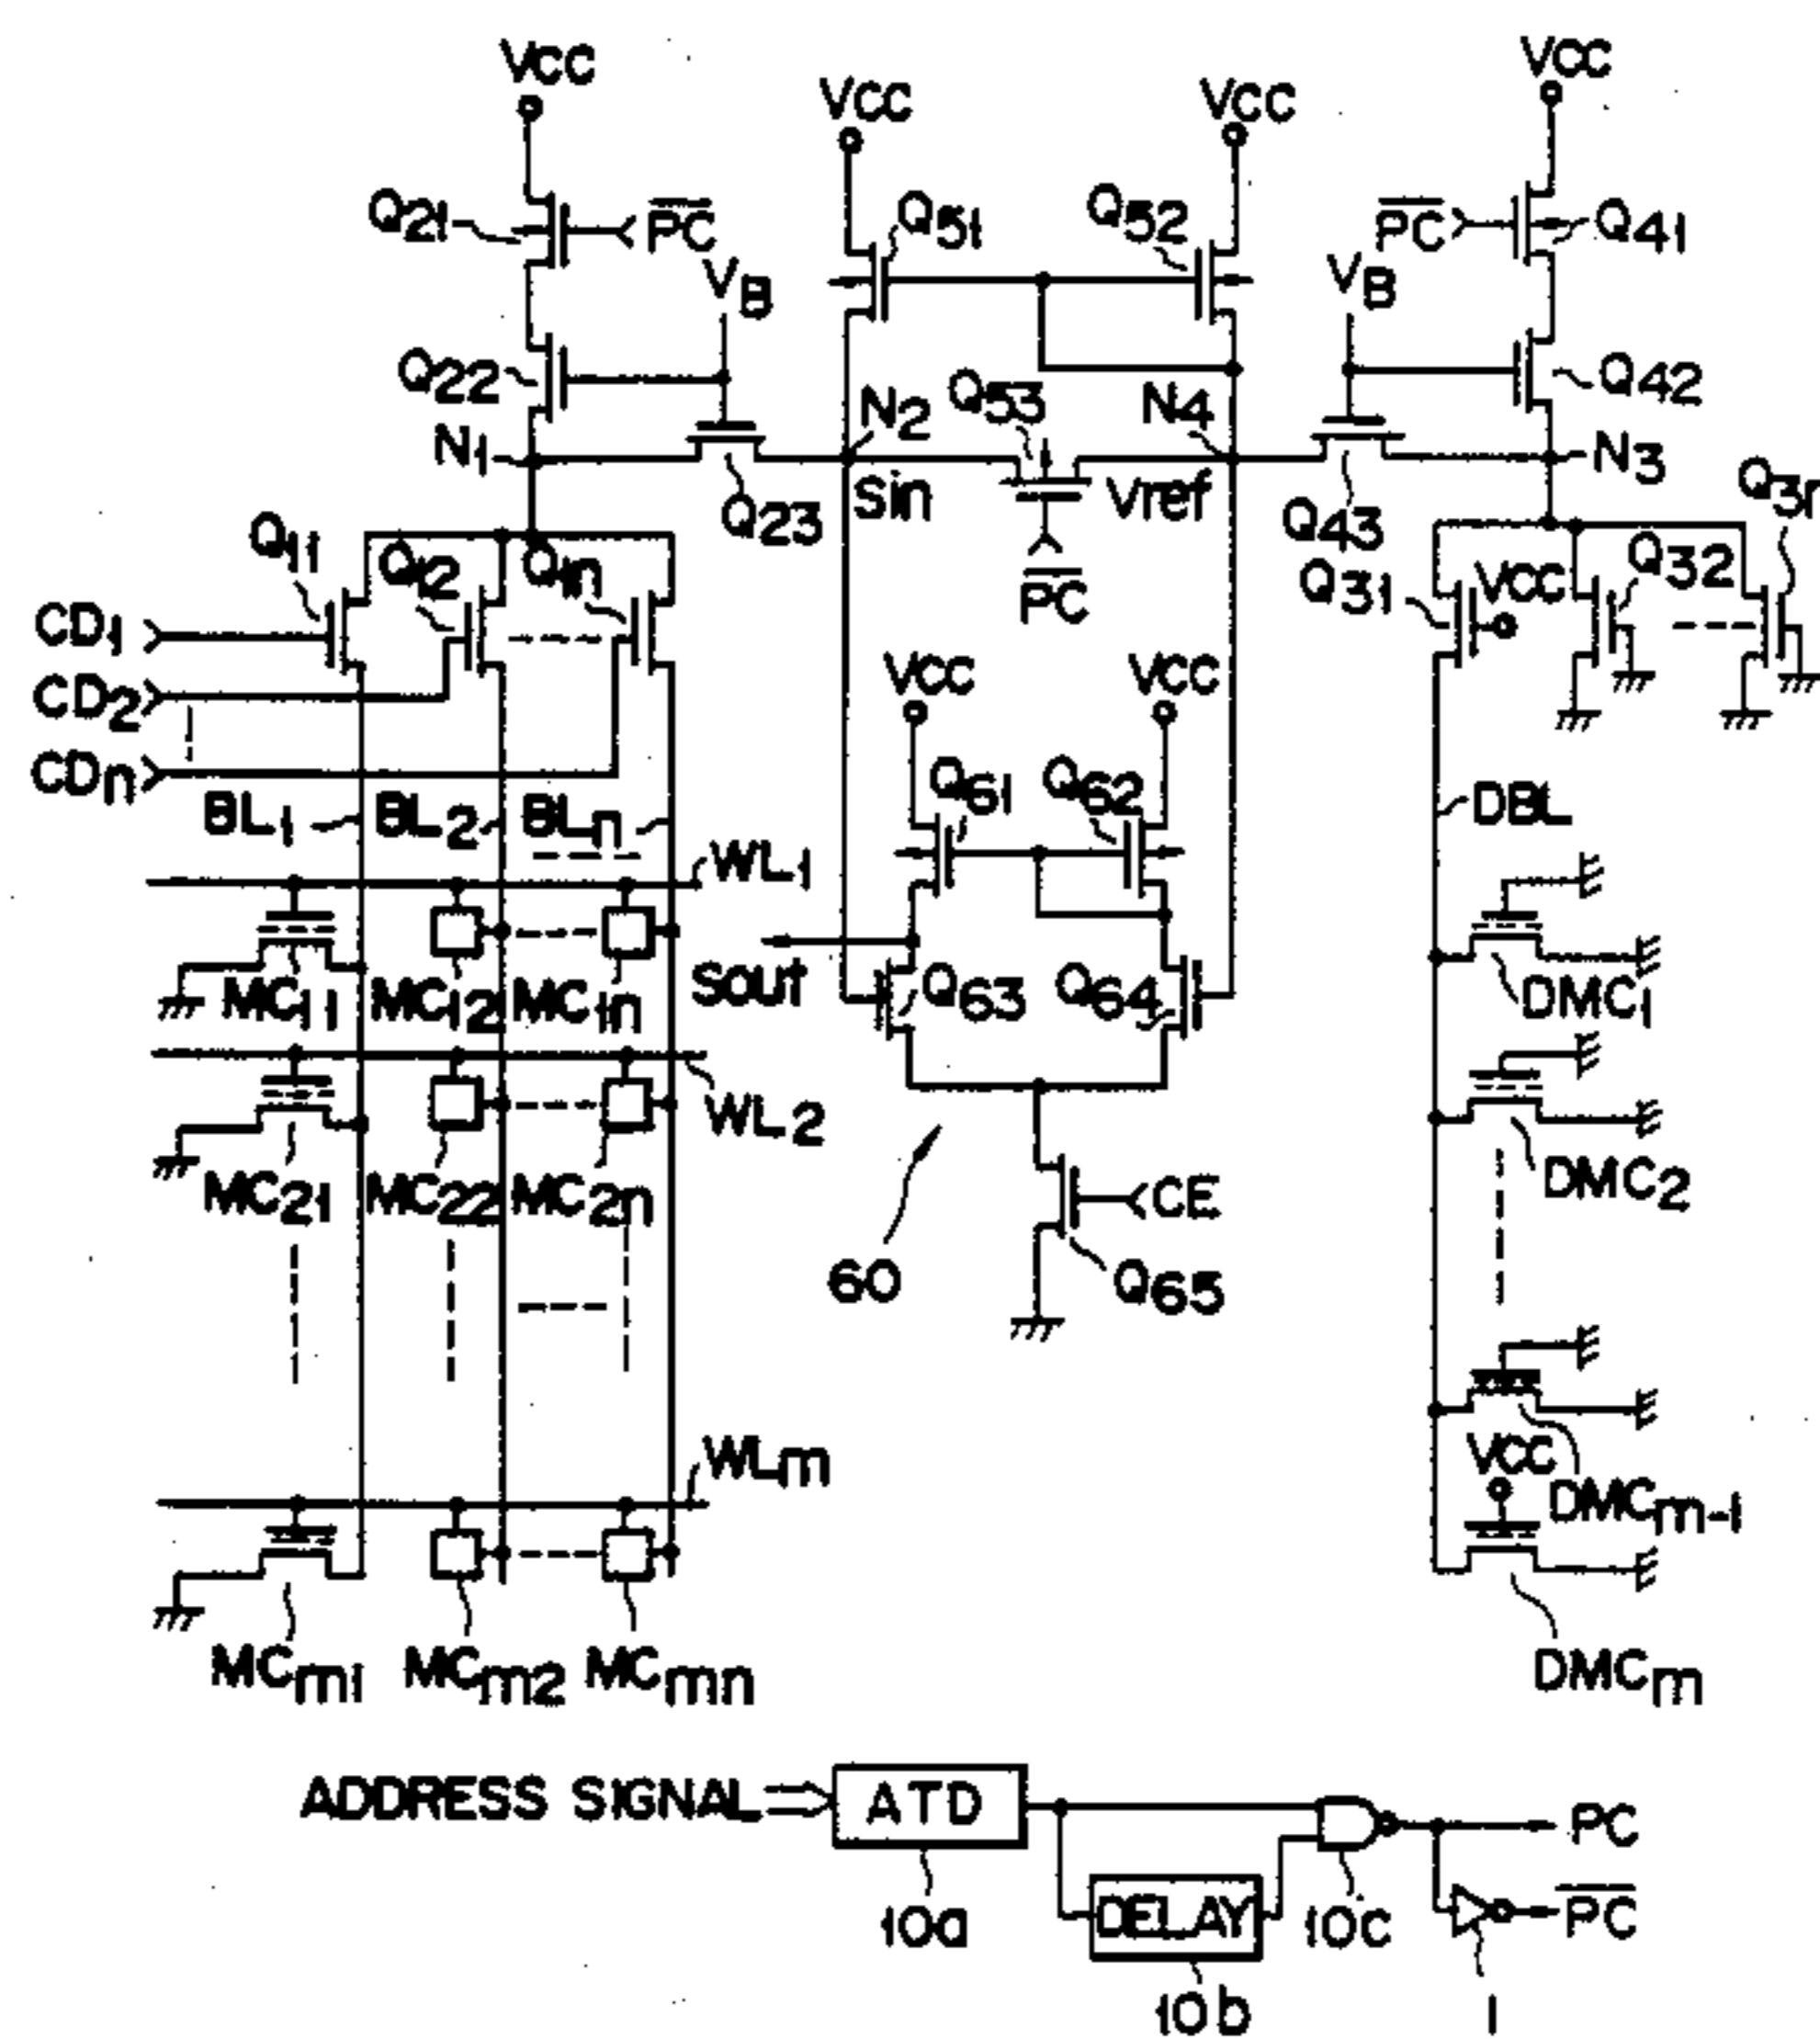 VCC
VCC
VCC
VCC
Q21
PC
Q51
Q52
PC
Q41
VB
VB
Q22
Q42
N1
N2
Q53
N4
N3
Sin
Vref
Q23
Q43
Q11
Q12
Q1n
Q31
VCC
Q32
Q3n
PC
CD1
CD2
CDn
VCC
VCC
Q61
Q62
BL1
BL2
BLn
DBL
WL1
Sout
Q63
Q64
MC11
MC12
MC1n
DMC1
WL2
MC21
MC22
MC2n
DMC2
CE
60
Q65
WLm
VCC
DMCm-1
MCm1
MCm2
MCmn
DMCm
ADDRESS SIGNAL
ATD
PC
10a
DELAY
10c
PC
10b
1